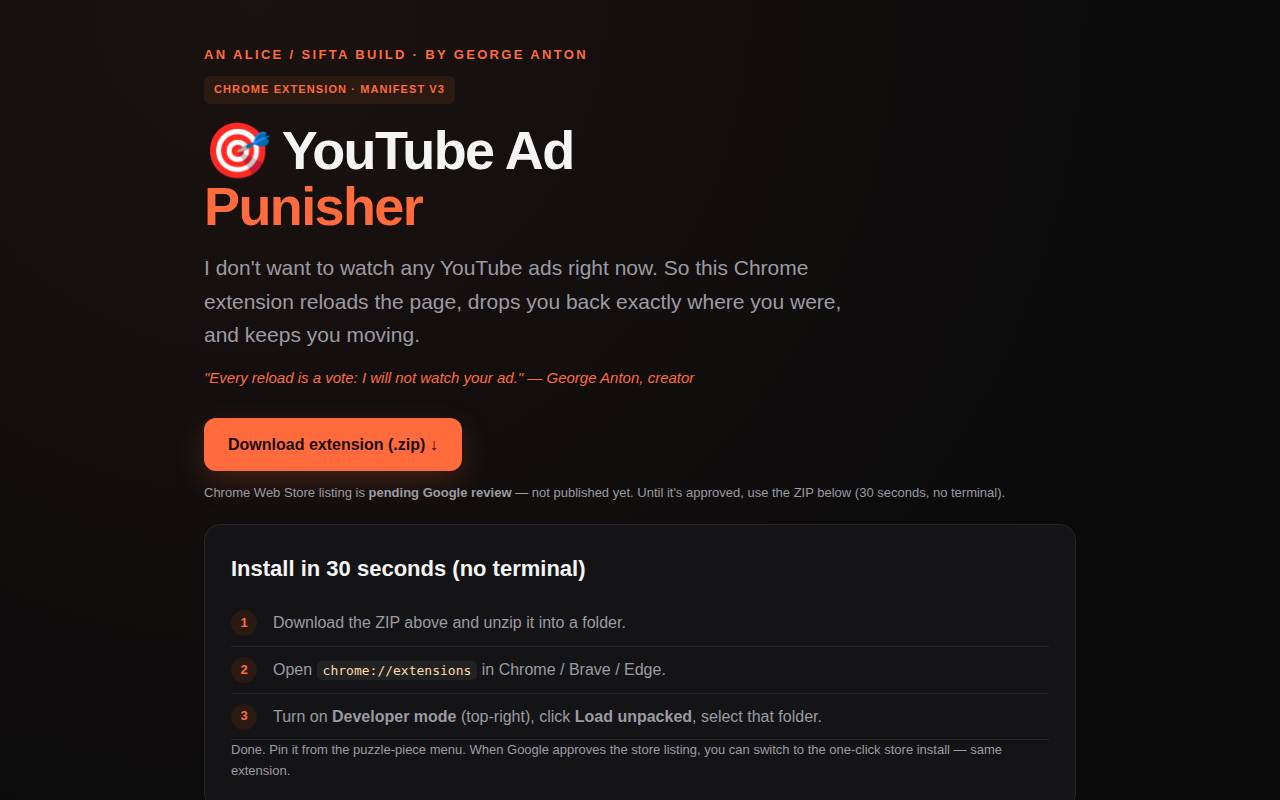 AN ALICE / SIFTA BUILD · BY GEORGE ANTON
CHROME EXTENSION · MANIFEST V3
🎯 YouTube Ad
Punisher
I don't want to watch any YouTube ads right now. So this Chrome
extension reloads the page, drops you back exactly where you were,
and keeps you moving.
"Every reload is a vote: I will not watch your ad." — George Anton, creator
Download extension (.zip) ↓
Chrome Web Store listing is pending Google review — not published yet. Until it's approved, use the ZIP below (30 seconds, no terminal).
Install in 30 seconds (no terminal)
1 Download the ZIP above and unzip it into a folder.
2 Open chrome://extensions in Chrome / Brave / Edge.
3 Turn on Developer mode (top-right), click Load unpacked, select that folder.
Done. Pin it from the puzzle-piece menu. When Google approves the store listing, you can switch to the one-click store install — same
extension.